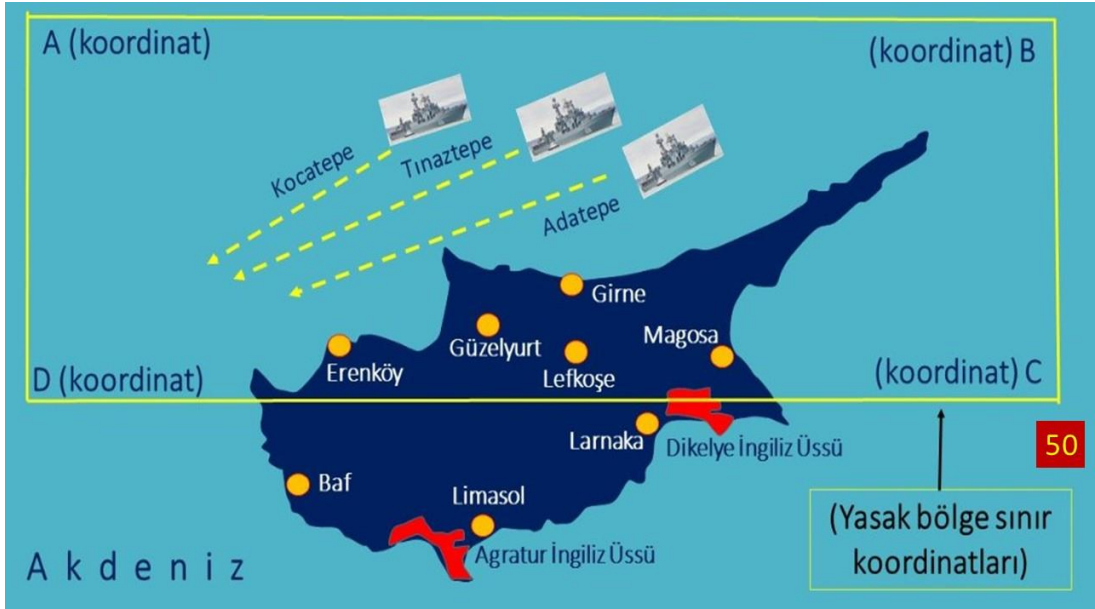 A (koordinat)
(koordinat) B
Kocatepe
Tınaztepe
Adatepe
Girne
Güzelyurt
Magosa
Erenköy
Lefkoşe
D (koordinat)
(koordinat) C
Larnaka
Dikelye İngiliz Üssü
50
Baf
Limasol
(Yasak bölge sınır
koordinatları)
Agratur İngiliz Üssü
Akdeniz